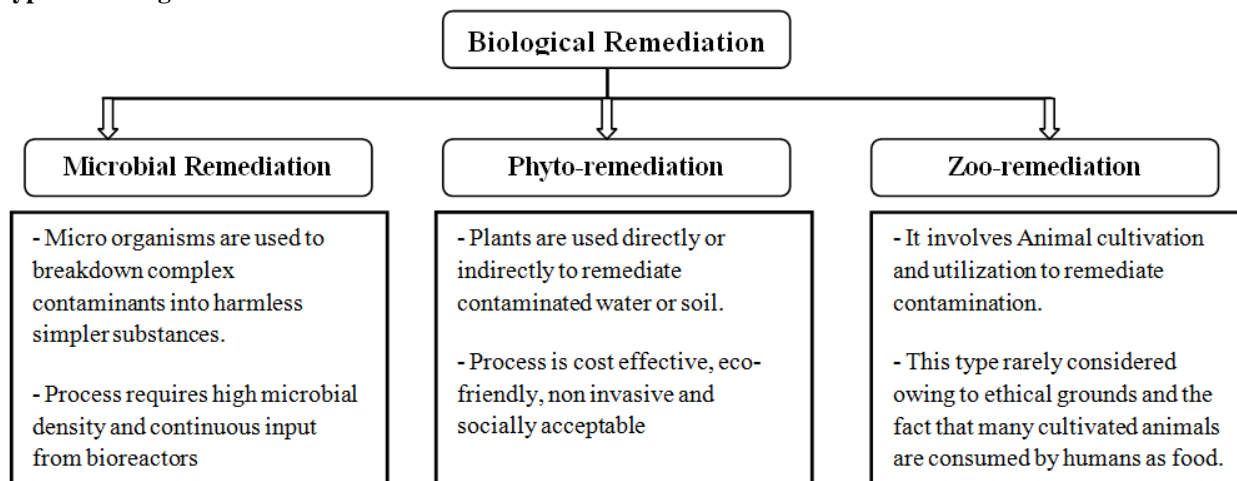 Biological Remediation
Microbial Remediation
- Micro organisms are used to
breakdown complex
contaminants into harmless
simpler substances.
- Process requires high microbial
density and continuous input
from bioreactors
Phyto-remediation
- Plants are used directly or
indirectly to remediate
contaminated water or soil.
- Process is cost effective, eco-
friendly, non invasive and
socially acceptable
Zoo-remediation
- It involves Animal cultivation
and utilization to remediate
contamination.
- This type rarely considered
owing to ethical grounds and the
fact that many cultivated animals
are consumed by humans as food.